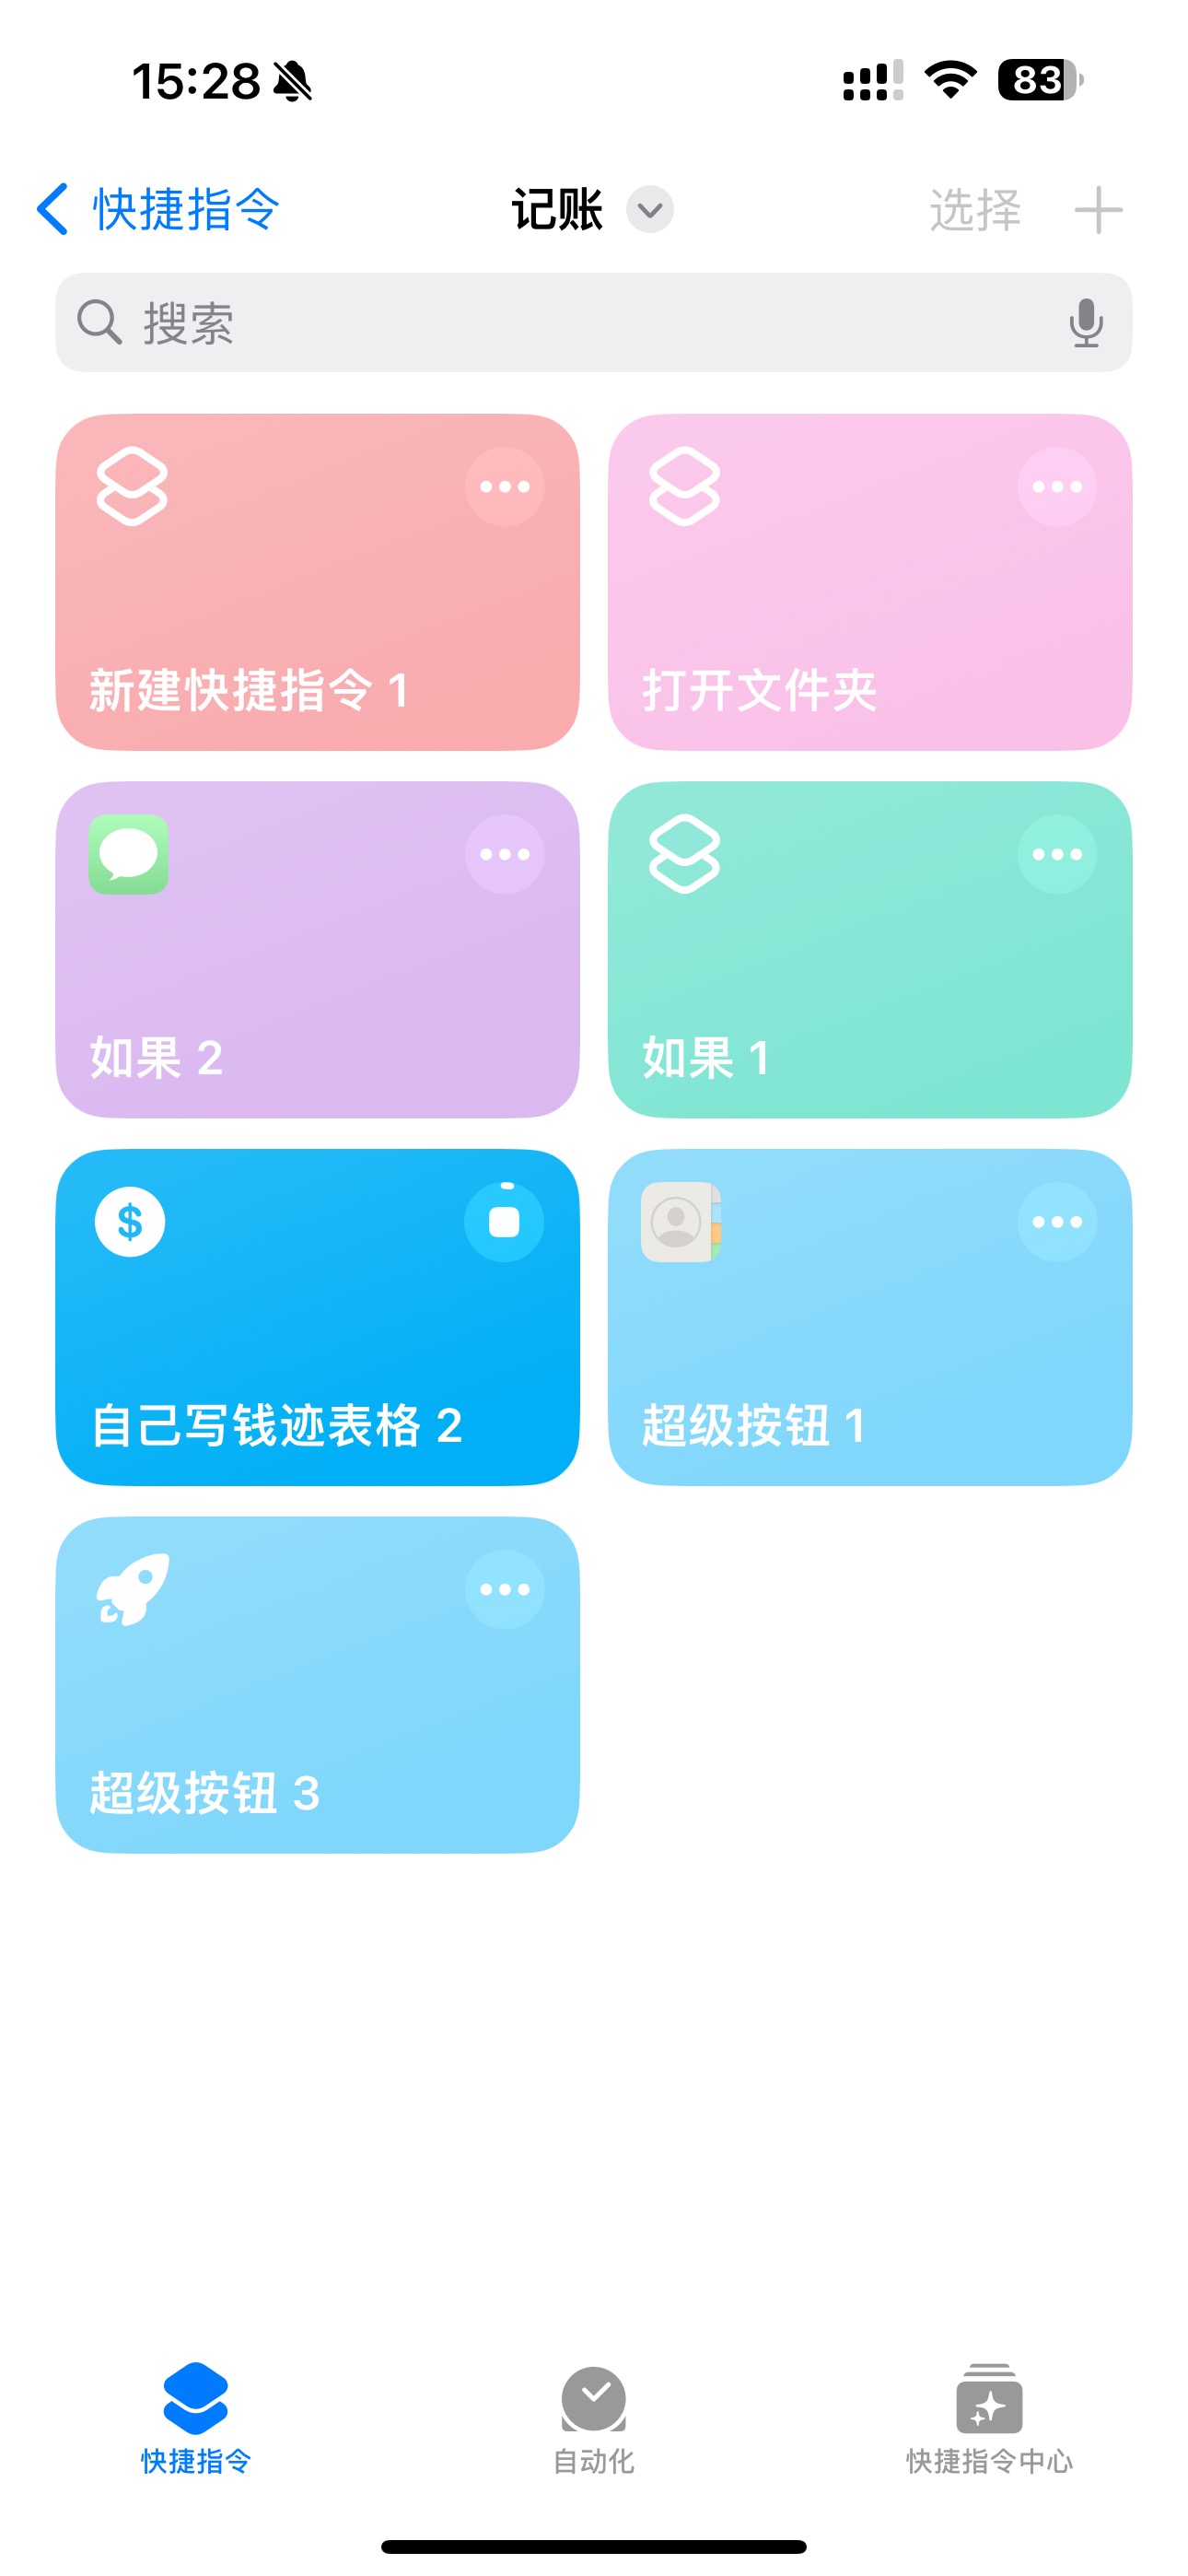 15:28
83
快捷指令
记账
选择
搜索
新建快捷指令 1
打开文件夹
如果 2
如果 1
$
自己写钱迹表格 2
超级按钮 1
超级按钮 3
快捷指令
自动化
快捷指令中心